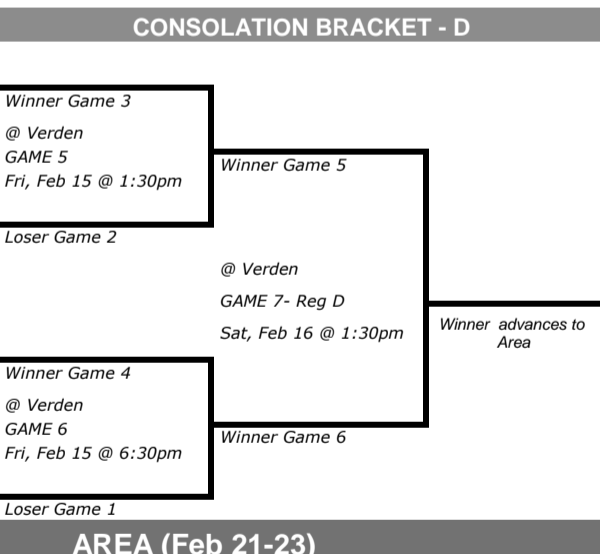 CONSOLATION BRACKET - D
Winner Game 3
@ Verden
GAME 5
Fri, Feb 15 @ 1:30pm
Loser Game 2
Winner Game 5
@ Verden
GAME 7- Reg D
Sat, Feb 16 @ 1:30pm
Winner Game 6
Winner advances to
Area
Winner Game 4
@ Verden
GAME 6
Fri, Feb 15 @ 6:30pm
Loser Game 1
AREA (Feb 21-23)